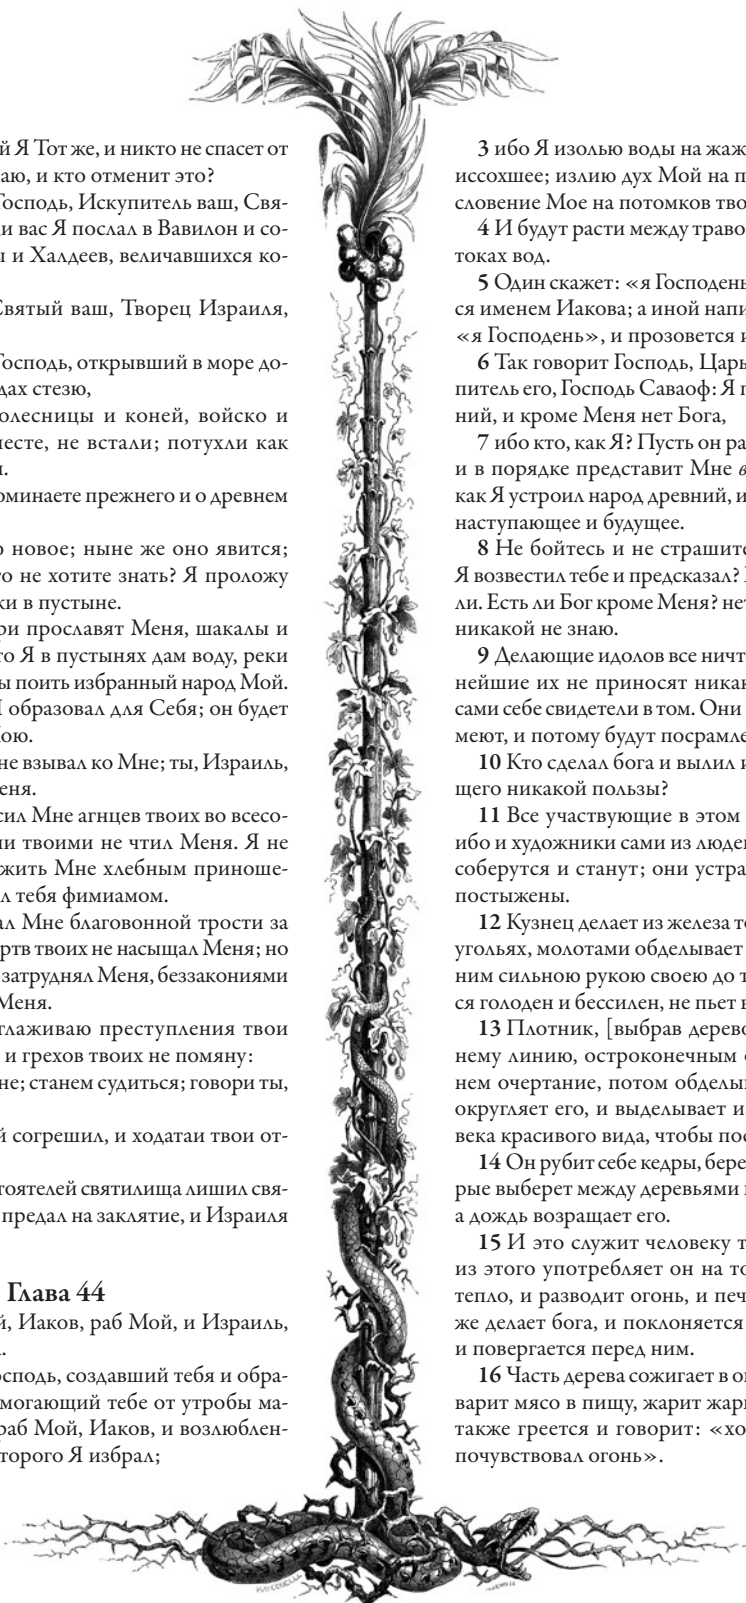 й Я Тот же, и никто не спасет от
аю, и кто отменит это?
Господь, Искупитель ваш, Свя-
и вас Я послал в Вавилон и со-
ы и Халдеев, величавшихся ко-
Святый ваш, Творец Израиля,
Господь, открывший в море до-
дах стезю,
олесницы и коней, войско и
месте, не встали; потухли как
и.
оминаете прежнего и о древнем
о новое; ныне же оно явится;
го не хотите знать? Я проложу
ки в пустыне.
ри прославят Меня, шакалы и
то Я в пустынях дам воду, реки
ы поить избранный народ Мой.
Я образовал для Себя; он будет
Мою.
не взывал ко Мне; ты, Израиль,
еня.
сил Мне агнцев твоих во всесо-
ми твоими не чтил Меня. Я не
жить Мне хлебным приноше-
л тебя фимиамом.
ал Мне благовонной трости за
ертв твоих не насыщал Меня; но
затруднял Меня, беззакониями
Меня.
глаживаю преступления твои
и грехов твоих не помяну:
не; станем судиться; говори ты,
й согрешил, и ходатаи твои от-
тоятелей святилища лишил свя-
предал на заклятие, и Израиля
Глава 44
й, Иаков, раб Мой, и Израиль,
.
осподь, создавший тебя и обра-
могающий тебе от утробы ма-
раб Мой, Иаков, и возлюблен-
торого Я избрал;
3 ибо Я изолью воды на жаж
иссохшее; излию дух Мой на п
словение Мое на потомков тво
4 И будут расти между траво
токах вод.
5 Один скажет: «я Господень
ся именем Иакова; а иной напи
«я Господень», и прозовется и
6 Так говорит Господь, Царь
питель его, Господь Саваоф: Я п
ний, и кроме Меня нет Бога,
7 ибо кто, как Я? Пусть он ра
и в порядке представит Мне в
как Я устроил народ древний, и
наступающее и будущее.
8 Не бойтесь и не страшите
Я возвестил тебе и предсказал?
ли. Есть ли Бог кроме Меня? нет
никакой не знаю.
9 Делающие идолов все ничт
нейшие их не приносят никак
сами себе свидетели в том. Они
меют, и потому будут посрамле
10 Кто сделал бога и вылил и
щего никакой пользы?
11 Все участвующие в этом
ибо и художники сами из люде
соберутся и станут; они устра
постыжены.
12 Кузнец делает из железа то
угольях, молотами обделывает
ним сильною рукою своею до т
ся голоден и бессилен, не пьет в
13 Плотник, [выбрав дерево
нему линию, остроконечным о
нем очертание, потом обделы
округляет его, и выделывает из
века красивого вида, чтобы пос
14 Он рубит себе кедры, бере
рые выберет между деревьями в
а дождь возращает его.
15 И это служит человеку т
из этого употребляет он на то
тепло, и разводит огонь, и печ
же делает бога, и поклоняется
и повергается перед ним.
16 Часть дерева сожигает в ог
варит мясо в пищу, жарит жарк
также греется и говорит: «хо
почувствовал огонь».